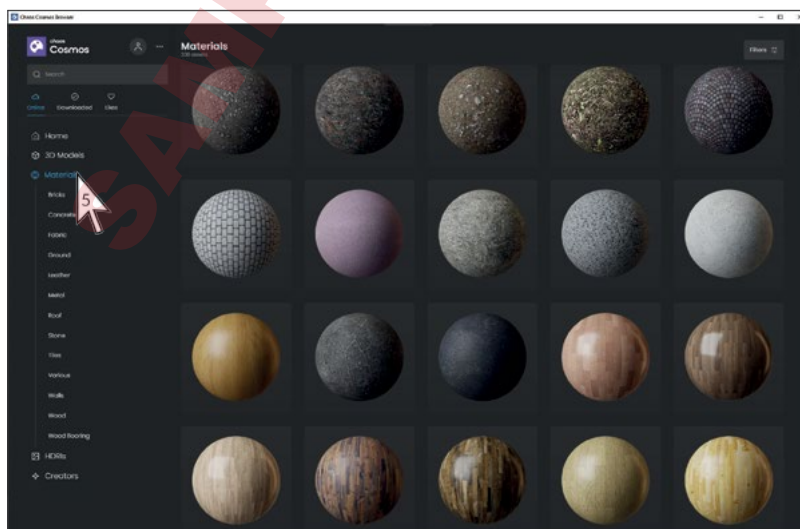 Chaos Cosmos Browser
chaos
Cosmos
Materials
Filters
Search
Online Downloaded Likes
Home
3D Models
Materials
5
Bricks
Concrete
Fabric
Ground
Leather
Metal
Roof
Stone
Tiles
Various
Walls
Wood
Wood flooring
HDRIs
Creators